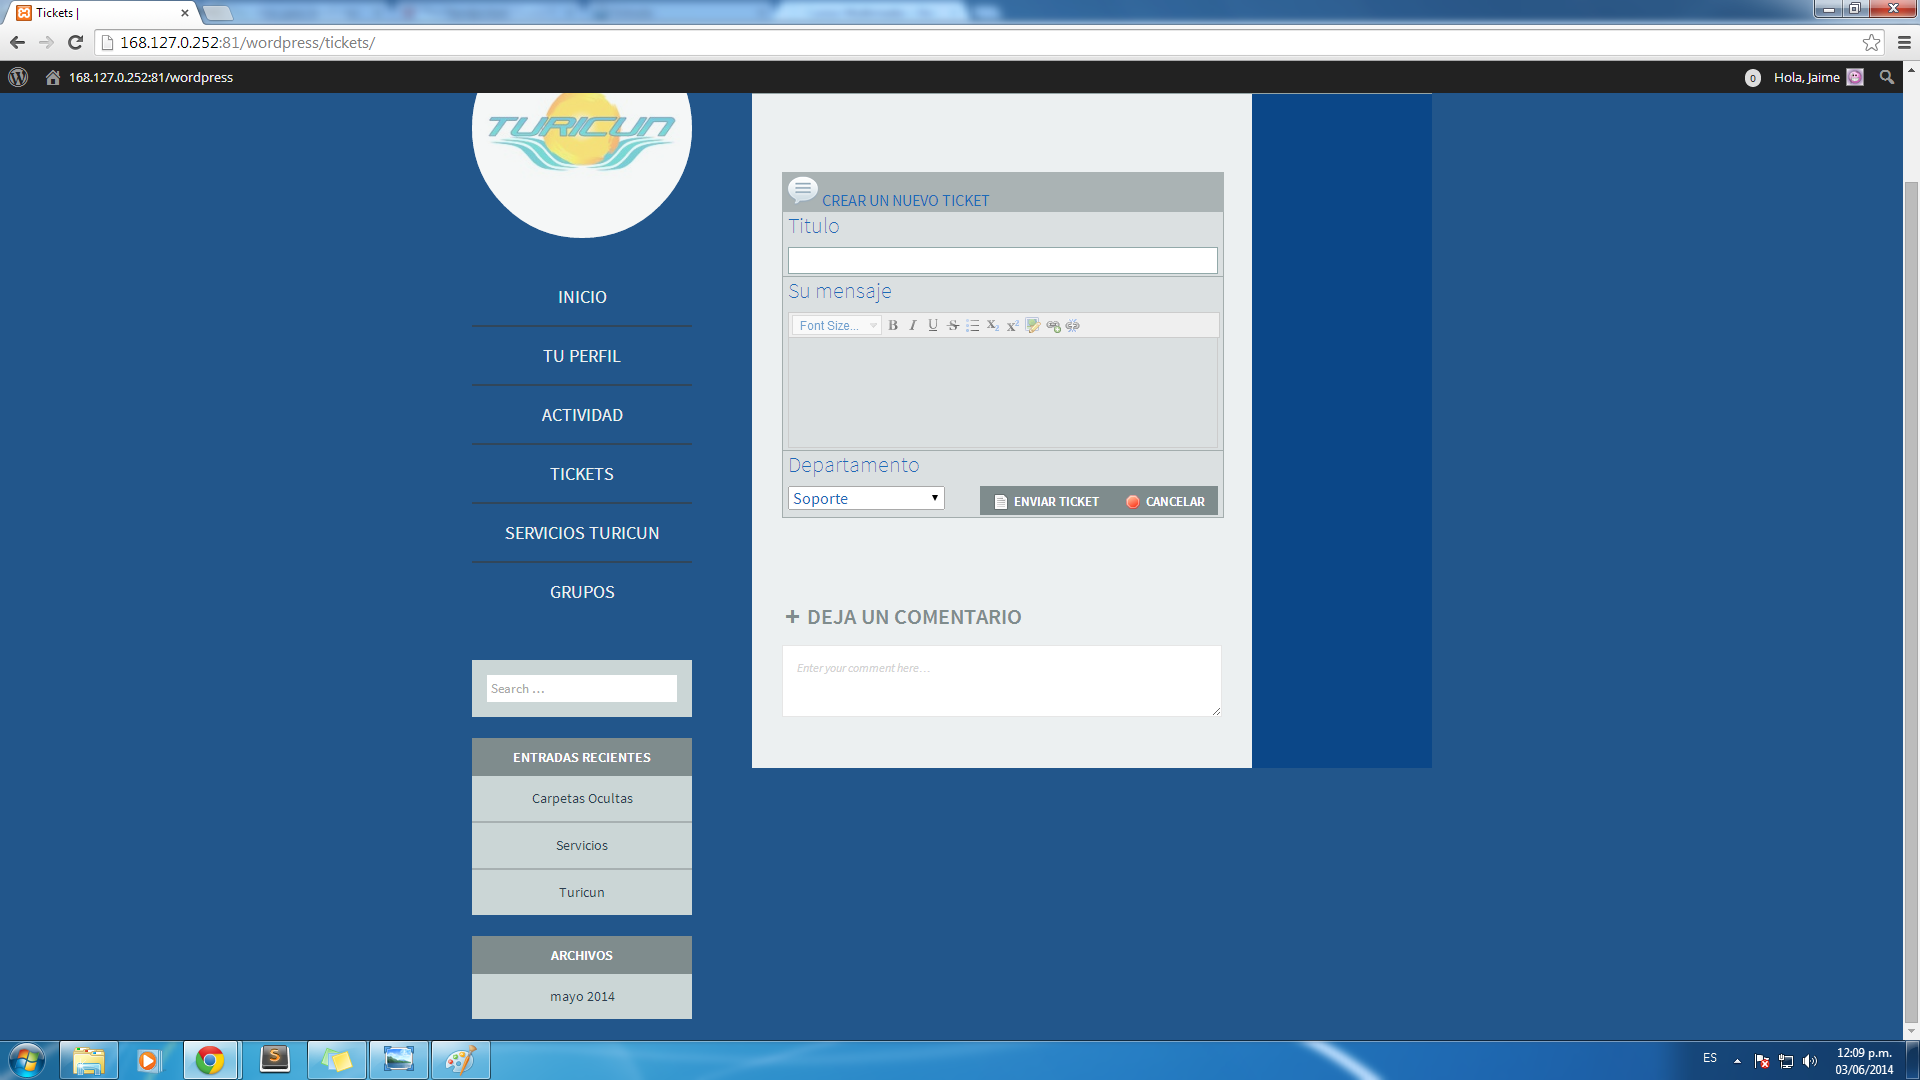 Tickets |
168.127.0.252:81/wordpress/tickets/
168.127.0.252:81/wordpress
0
Hola, Jaime
TURICUN
INICIO
TU PERFIL
ACTIVIDAD
TICKETS
SERVICIOS TURICUN
GRUPOS
Search ...
ENTRADAS RECIENTES
Carpetas Ocultas
Servicios
Turicun
ARCHIVOS
mayo 2014
CREAR UN NUEVO TICKET
Titulo
Su mensaje
Font Size...
B I U S X₂ X²
Departamento
Soporte
ENVIAR TICKET
CANCELAR
+ DEJA UN COMENTARIO
Enter your comment here...
S
ES
12:09 p.m.
03/06/2014